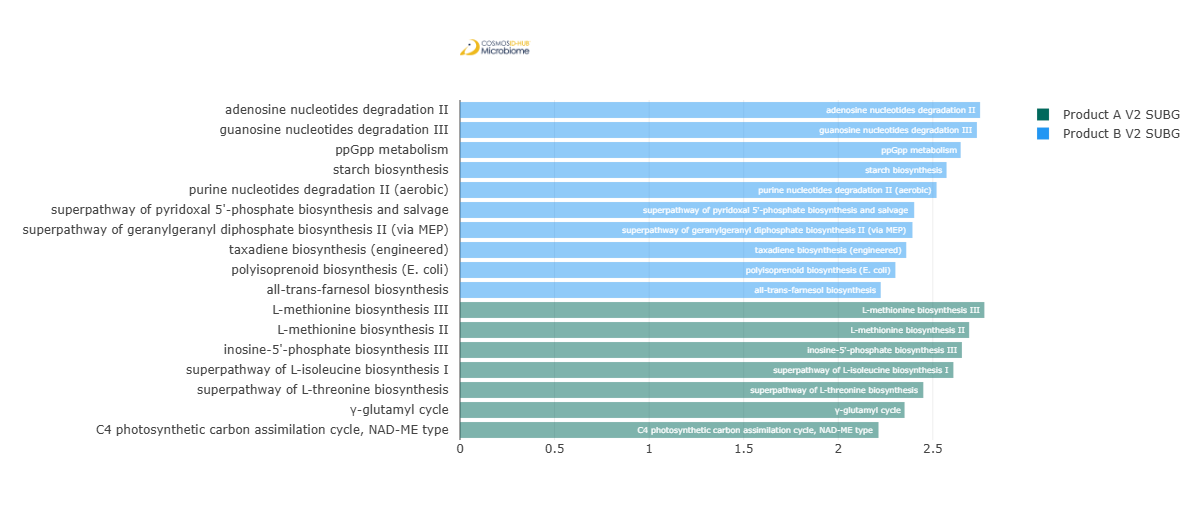 COSMOSID-HUB
Microbiome
adenosine nucleotides degradation II adenosine nucleotides degradation II
guanosine nucleotides degradation III guanosine nucleotides degradation III
ppGpp metabolism ppGpp metabolism
starch biosynthesis starch biosynthesis
purine nucleotides degradation II (aerobic) purine nucleotides degradation II (aerobic)
superpathway of pyridoxal 5'-phosphate biosynthesis and salvage superpathway of pyridoxal 5'-phosphate biosynthesis and salvage
superpathway of geranylgeranyl diphosphate biosynthesis II (via MEP) superpathway of geranylgeranyl diphosphate biosynthesis II (via MEP)
taxadiene biosynthesis (engineered) taxadiene biosynthesis (engineered)
polyisoprenoid biosynthesis (E. coli) polyisoprenoid biosynthesis (E. coli)
all-trans-farnesol biosynthesis all-trans-farnesol biosynthesis
L-methionine biosynthesis III L-methionine biosynthesis III
L-methionine biosynthesis II L-methionine biosynthesis II
inosine-5'-phosphate biosynthesis III inosine-5'-phosphate biosynthesis III
superpathway of L-isoleucine biosynthesis I superpathway of L-isoleucine biosynthesis I
superpathway of L-threonine biosynthesis superpathway of L-threonine biosynthesis
γ-glutamyl cycle γ-glutamyl cycle
C4 photosynthetic carbon assimilation cycle, NAD-ME type C4 photosynthetic carbon assimilation cycle, NAD-ME type
0 0.5 1 1.5 2 2.5
Product A V2 SUBG
Product B V2 SUBG